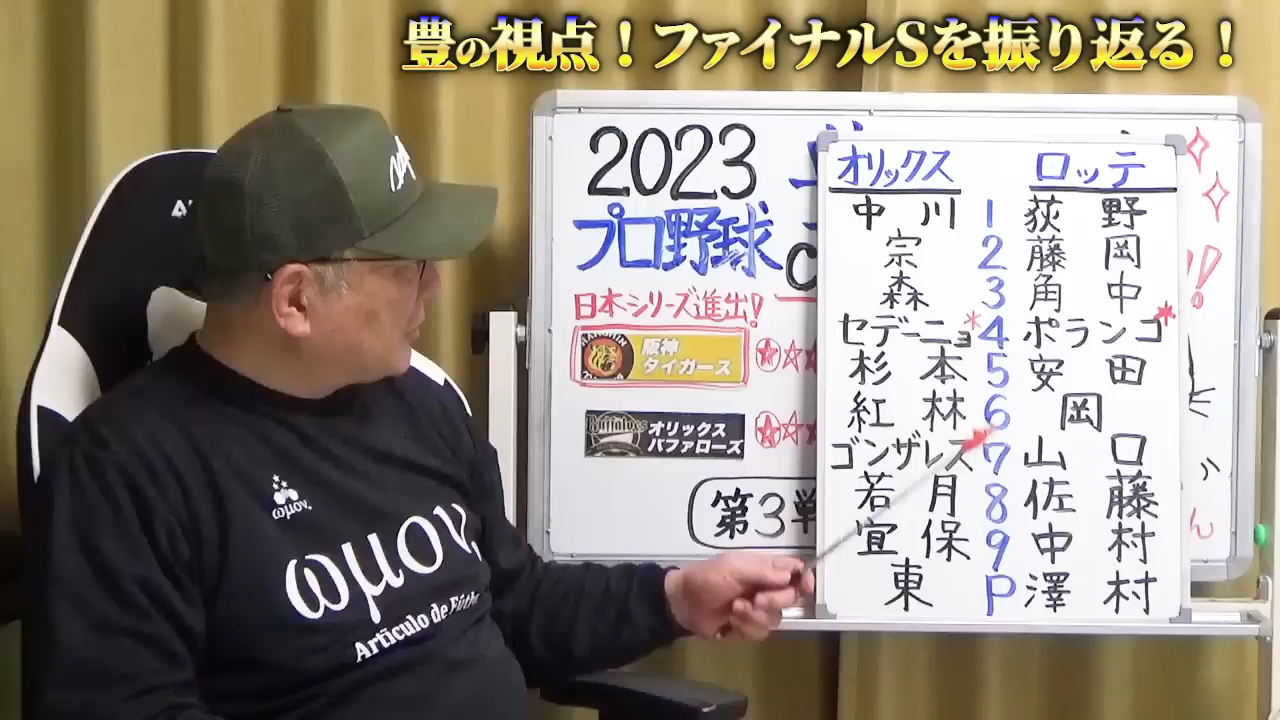 豊の視点！ファイナルSを振り返る！
2023
プロ野球
日本シリーズ進出!
阪神
タイガース
Buffaloes
オリックス
バファローズ
第3戦
オリックス ロッテ
中川 1 荻野
宗 2 藤岡
森 3 角中
セデーニョ* 4 ポランコ*
杉本 5 安田
紅林 6 岡
ゴンザレス 7 山口
若月 8 佐藤
宜保 9 中村
東 P 澤村
ωμον.
ωμον.
Artículo de